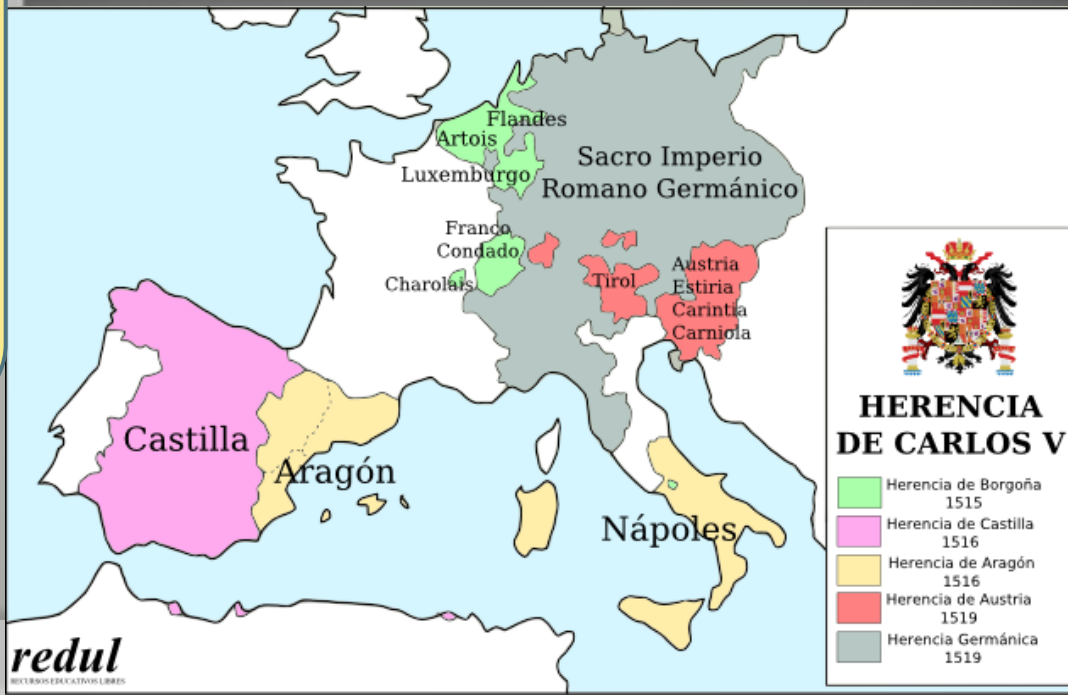 Flandes
Artois
Luxemburgo
Sacro Imperio
Romano Germánico
Franco
Condado
Charolais
Tirol
Austria
Estiria
Carintia
Carniola
Castilla
Aragón
Nápoles
HERENCIA
DE CARLOS V
Herencia de Borgoña
1515
Herencia de Castilla
1516
Herencia de Aragón
1516
Herencia de Austria
1519
Herencia Germánica
1519
redul
RECURSOS EDUCATIVOS LIBRES